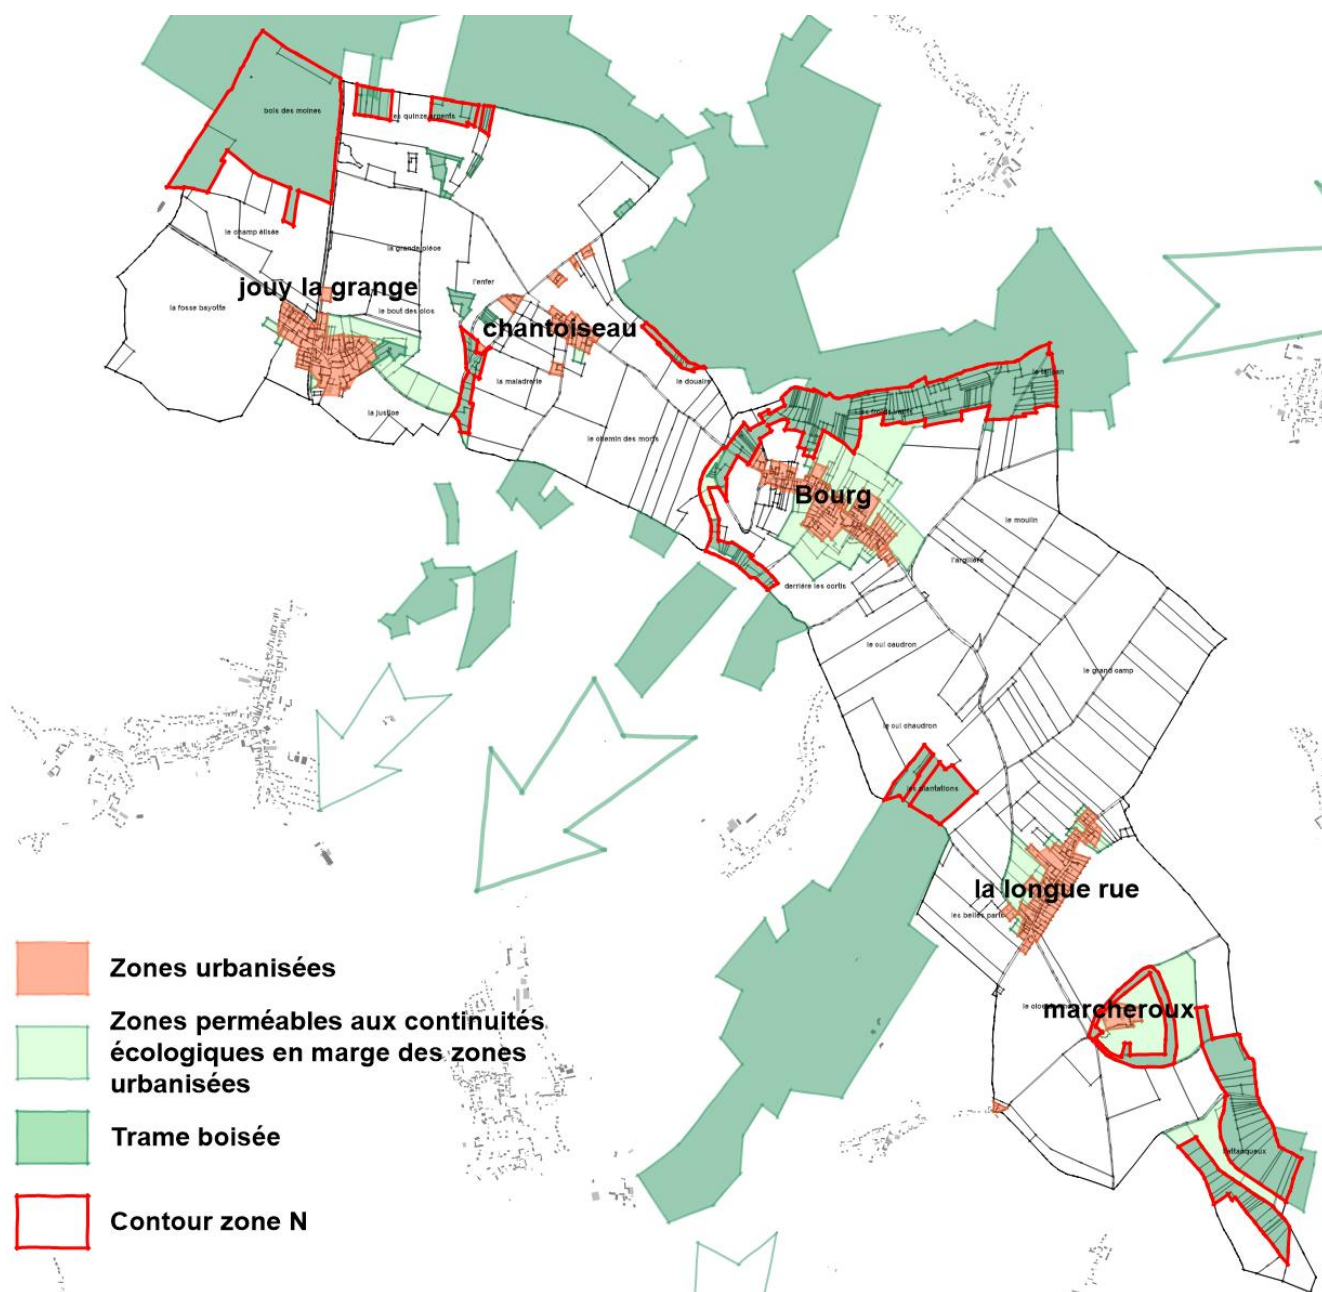 bois des moines
les quinze arpents
le champ élisée
la grande pièce
l'enfer
jouy la grange
la fosse bayotte
le bout des clos
chantoiseau
la maladrerie
le douaire
la justice
le chemin des morts
Bourg
le moulin
l'argilière
derrière les cortis
le cul caudron
le grand camp
le cul chaudron
les plantations
la longue rue
les belles parts
marcheroux
l'attanqueux
Zones urbanisées
Zones perméables aux continuités
écologiques en marge des zones
urbanisées
Trame boisée
Contour zone N